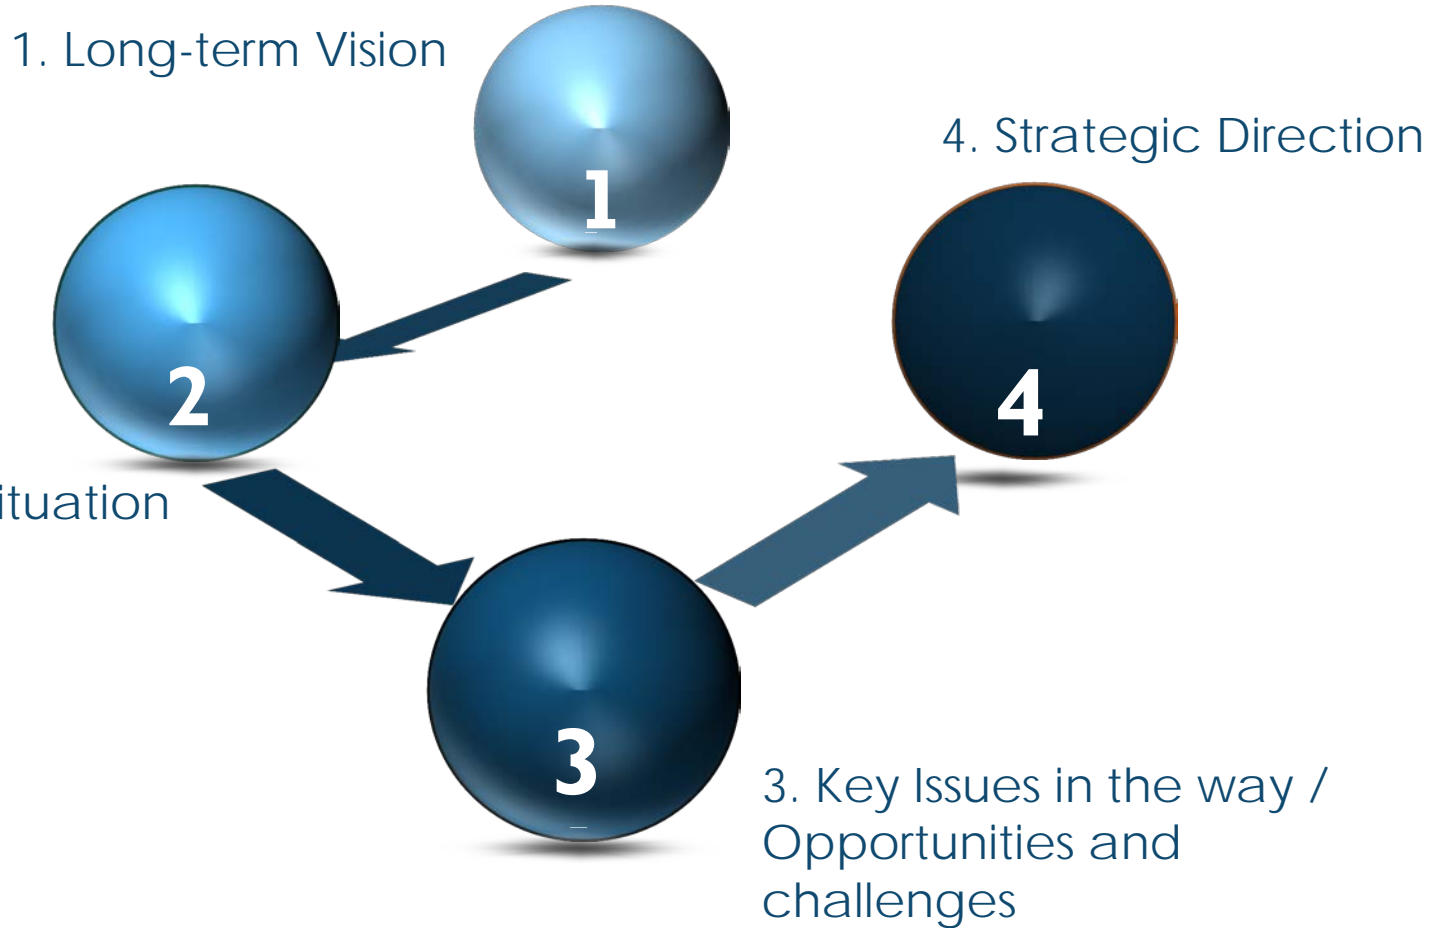 1. Long-term Vision
1
4. Strategic Direction
2
4
ituation
3
3. Key Issues in the way /
Opportunities and
challenges